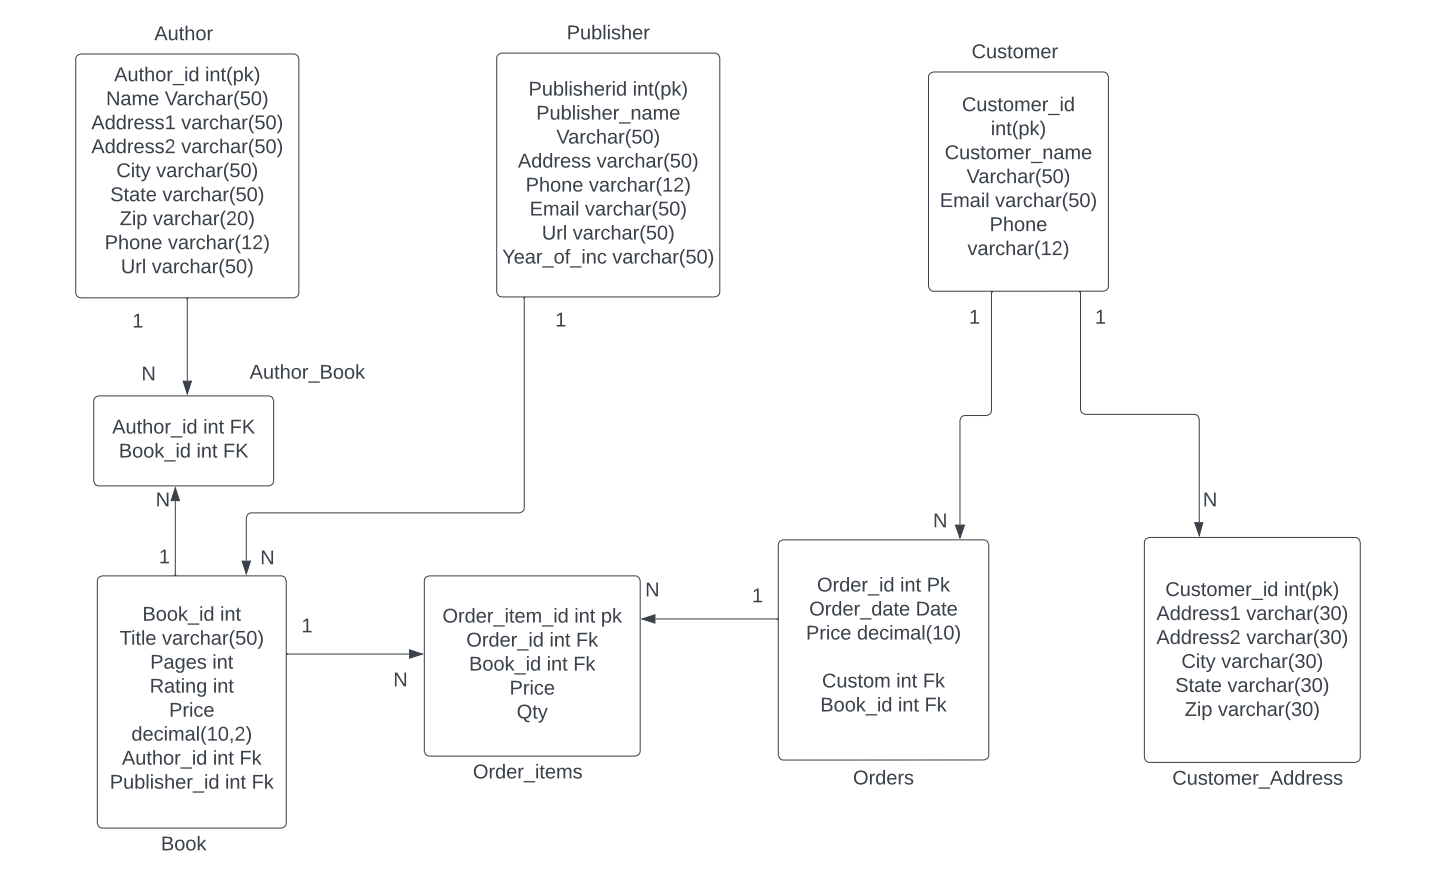 Author
Author_id int(pk)
Name Varchar(50)
Address1 varchar(50)
Address2 varchar(50)
City varchar(50)
State varchar(50)
Zip varchar(20)
Phone varchar(12)
Url varchar(50)
1
N
Publisher
Publisherid int(pk)
Publisher_name
Varchar(50)
Address varchar(50)
Phone varchar(12)
Email varchar(50)
Url varchar(50)
Year_of_inc varchar(50)
1
Customer
Customer_id
int(pk)
Customer_name
Varchar(50)
Email varchar(50)
Phone
varchar(12)
1
1
Author_Book
Author_id int FK
Book_id int FK
N
1
N
Book_id int
Title varchar(50)
Pages int
Rating int
Price
decimal(10,2)
Author_id int Fk
Publisher_id int Fk
Book
1
N
Order_item_id int pk
Order_id int Fk
Book_id int Fk
Price
Qty
Order_items
N
1
N
Order_id int Pk
Order_date Date
Price decimal(10)
Custom int Fk
Book_id int Fk
Orders
N
Customer_id int(pk)
Address1 varchar(30)
Address2 varchar(30)
City varchar(30)
State varchar(30)
Zip varchar(30)
Customer_Address